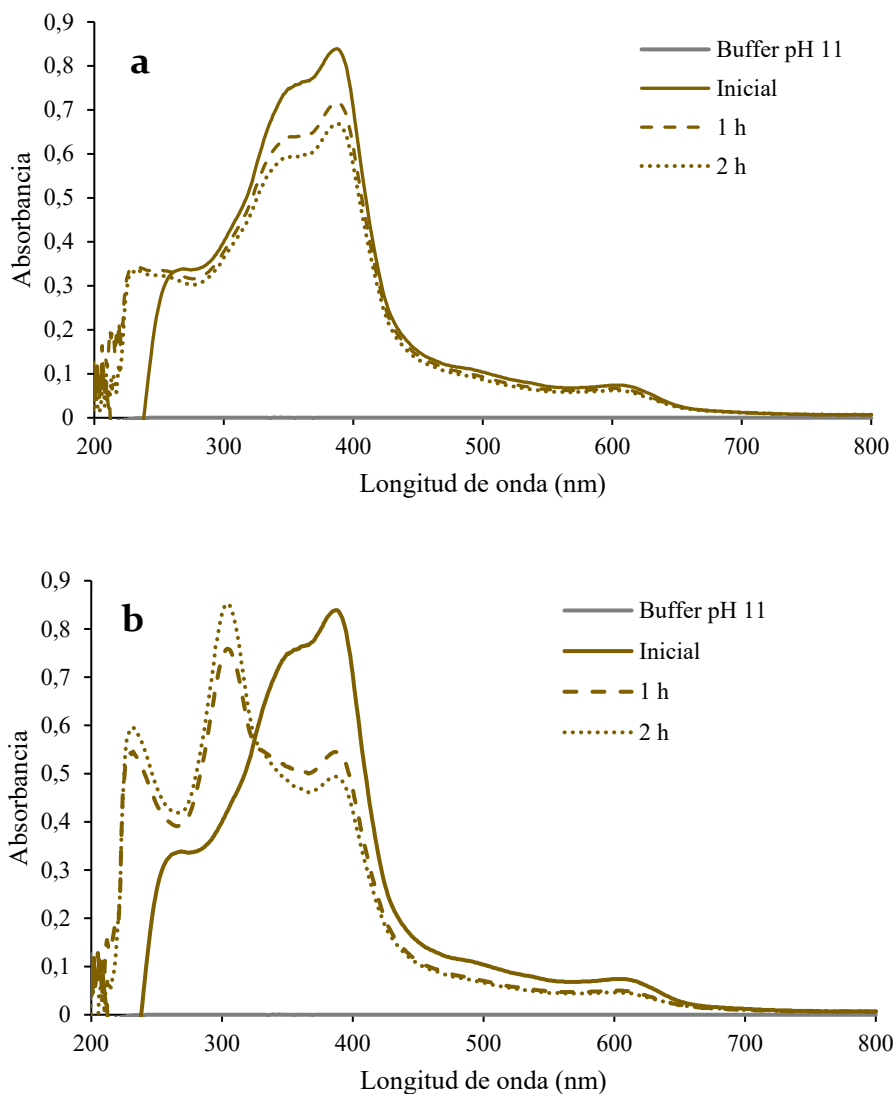 a
0,9
0,8
0,7
0,6
0,5
0,4
0,3
0,2
0,1
0
Absorbancia
200 300 400 500 600 700 800
Longitud de onda (nm)
Buffer pH 11
Inicial
1 h
2 h
b
0,9
0,8
0,7
0,6
0,5
0,4
0,3
0,2
0,1
0
Absorbancia
200 300 400 500 600 700 800
Longitud de onda (nm)
Buffer pH 11
Inicial
1 h
2 h